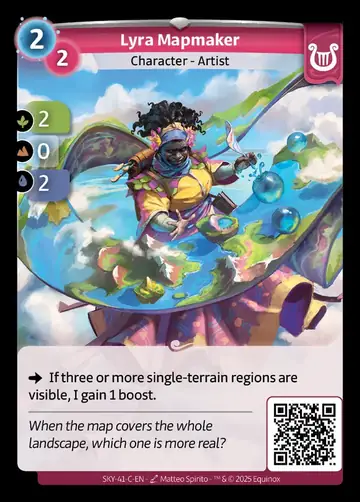 2
2
Lyra Mapmaker
Character - Artist
2
0
2
If three or more single-terrain regions are
visible, I gain 1 boost.
When the map covers the whole
landscape, which one is more real?
SKY-41-C-EN - Matteo Spirito - ™ & © 2025 Equinox